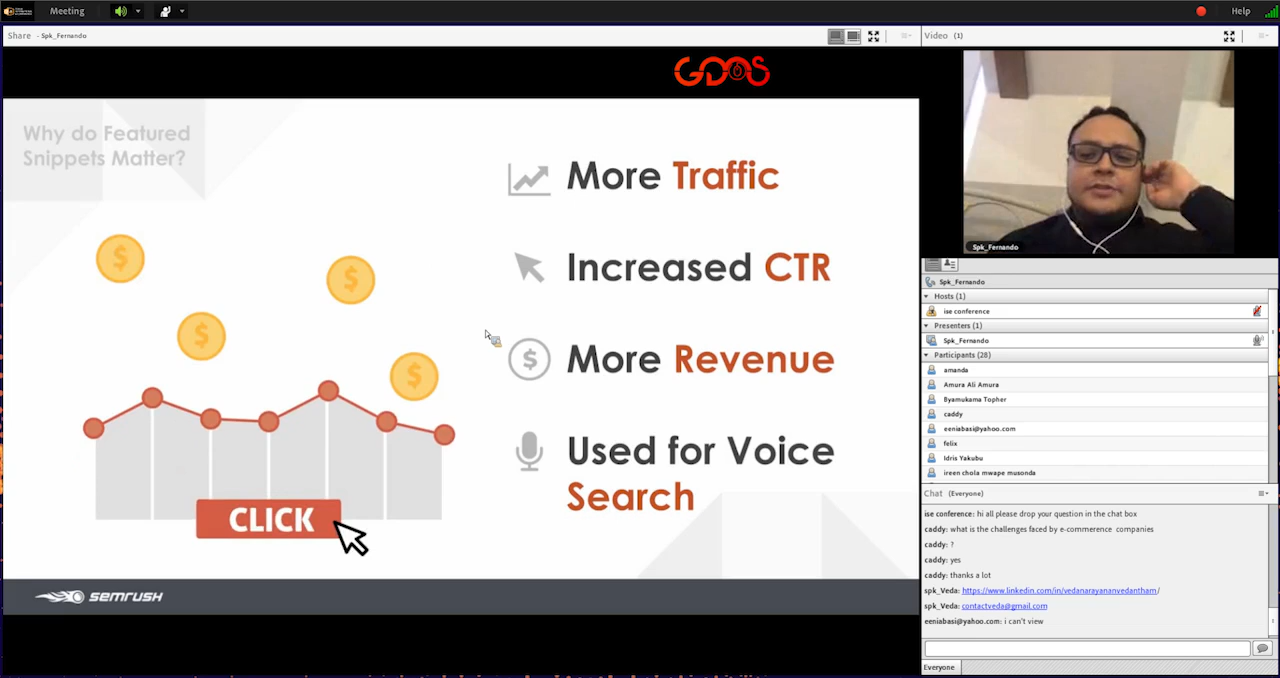 Meeting
Help
Share - Spk_Fernando
Video (1)
GDOS
Why do Featured
Snippets Matter?
More Traffic
Increased CTR
More Revenue
Used for Voice
Search
$
$
$
$
$
CLICK
semrush
Spk_Fernando
Spk_Fernando
Hosts (1)
ise conference
Presenters (1)
Spk_Fernando
Participants (28)
amanda
Amura Ali Amura
Byamukama Topher
caddy
eeniabasi@yahoo.com
felix
Idris Yakubu
ireen chola mwape musonda
Chat (Everyone)
ise conference: hi all please drop your question in the chat box
caddy: what is the challenges faced by e-commerence companies
caddy: ?
caddy: yes
caddy: thanks a lot
spk_Veda: https://www.linkedin.com/in/vedanarayananvedantham/
spk_Veda: contactveda@gmail.com
eeniabasi@yahoo.com: i can't view
Everyone